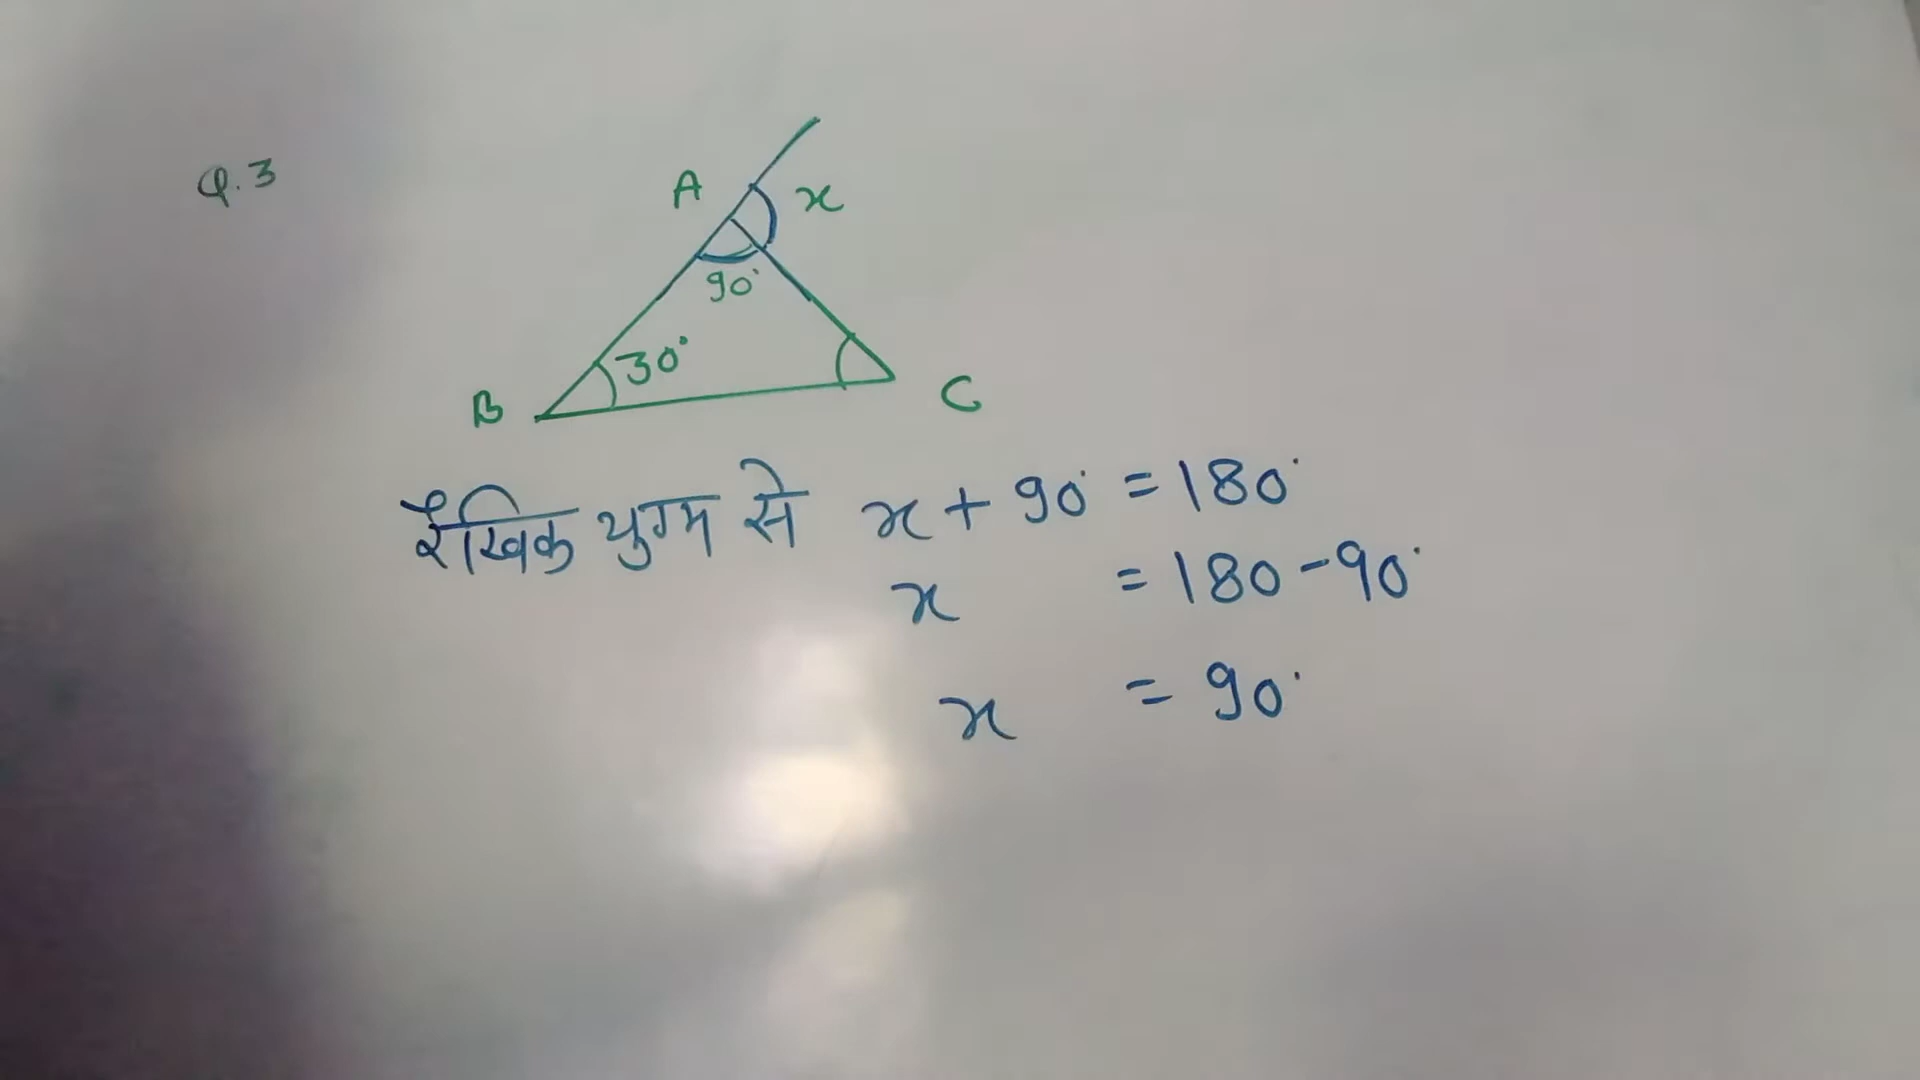 Q.3
A
x
90°
30°
B
C
रैखिक युग्म से x + 90° = 180°
x = 180 - 90°
x = 90°